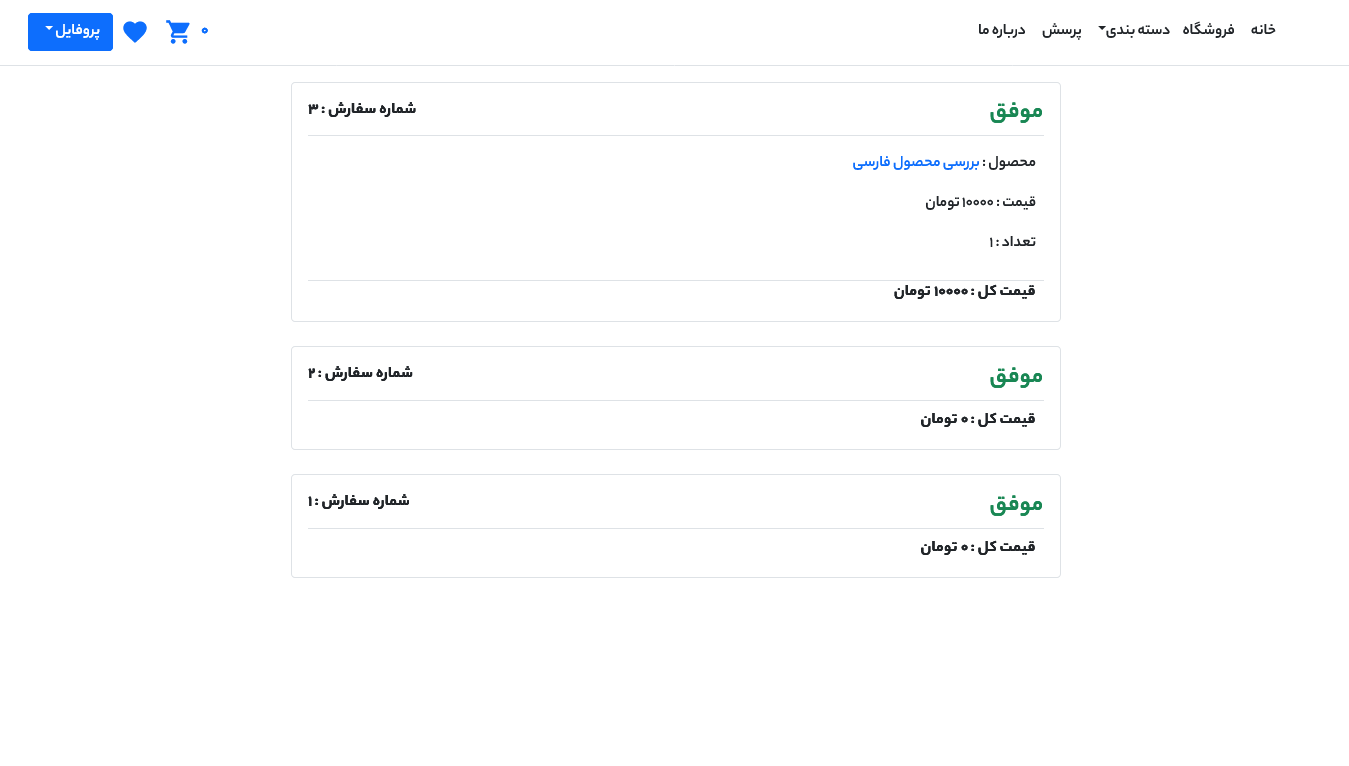 خانه فروشگاه دسته بندی پرسش درباره ما ۰ پروفایل
موفق شماره سفارش : ۳
محصول : بررسی محصول فارسی
قیمت : ۱۰۰۰۰ تومان
تعداد : ۱
قیمت کل : ۱۰۰۰۰ تومان
موفق شماره سفارش : ۲
قیمت کل : ۰ تومان
موفق شماره سفارش : ۱
قیمت کل : ۰ تومان